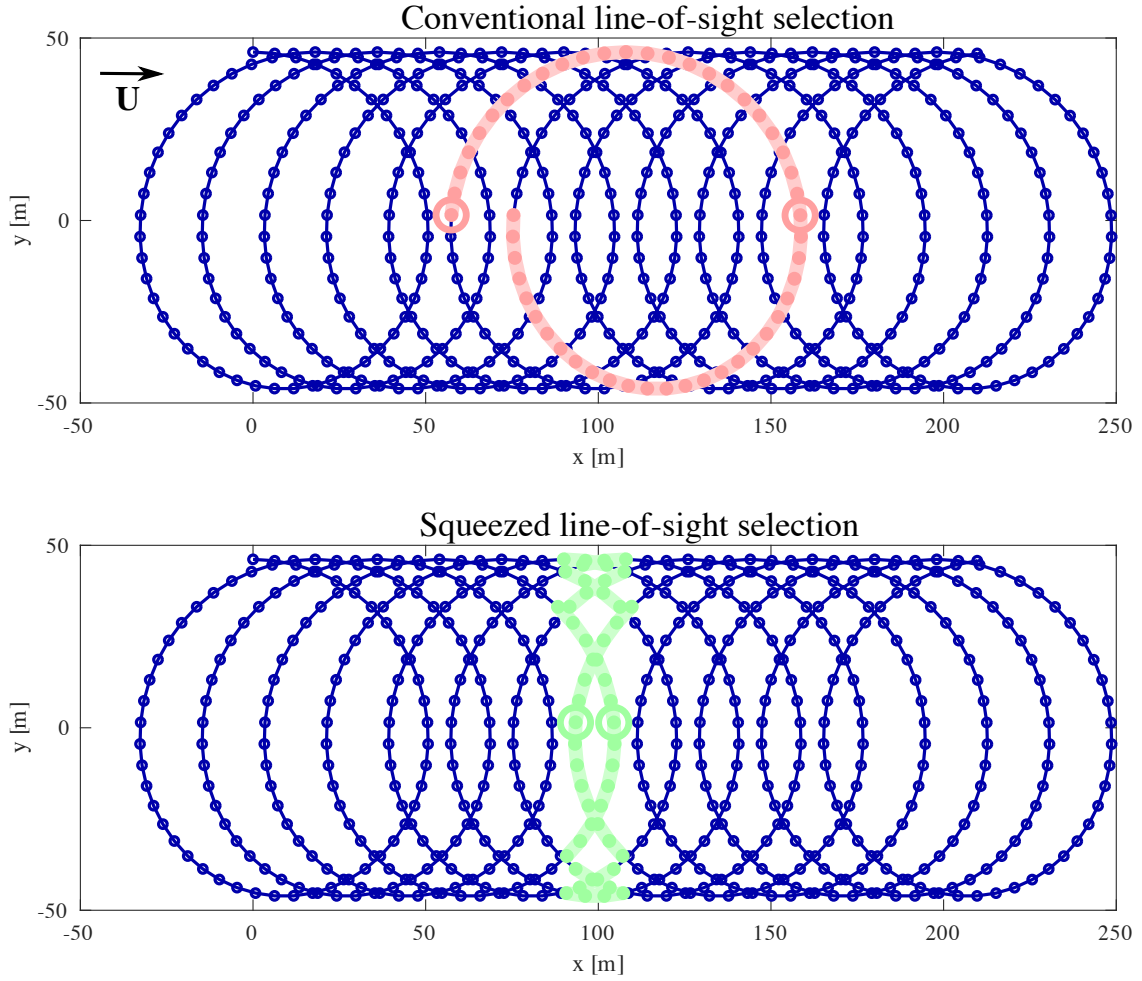 Conventional line-of-sight selection
50
0
-50
y [m]
U
-50 0 50 100 150 200 250
x [m]
Squeezed line-of-sight selection
50
0
-50
y [m]
-50 0 50 100 150 200 250
x [m]